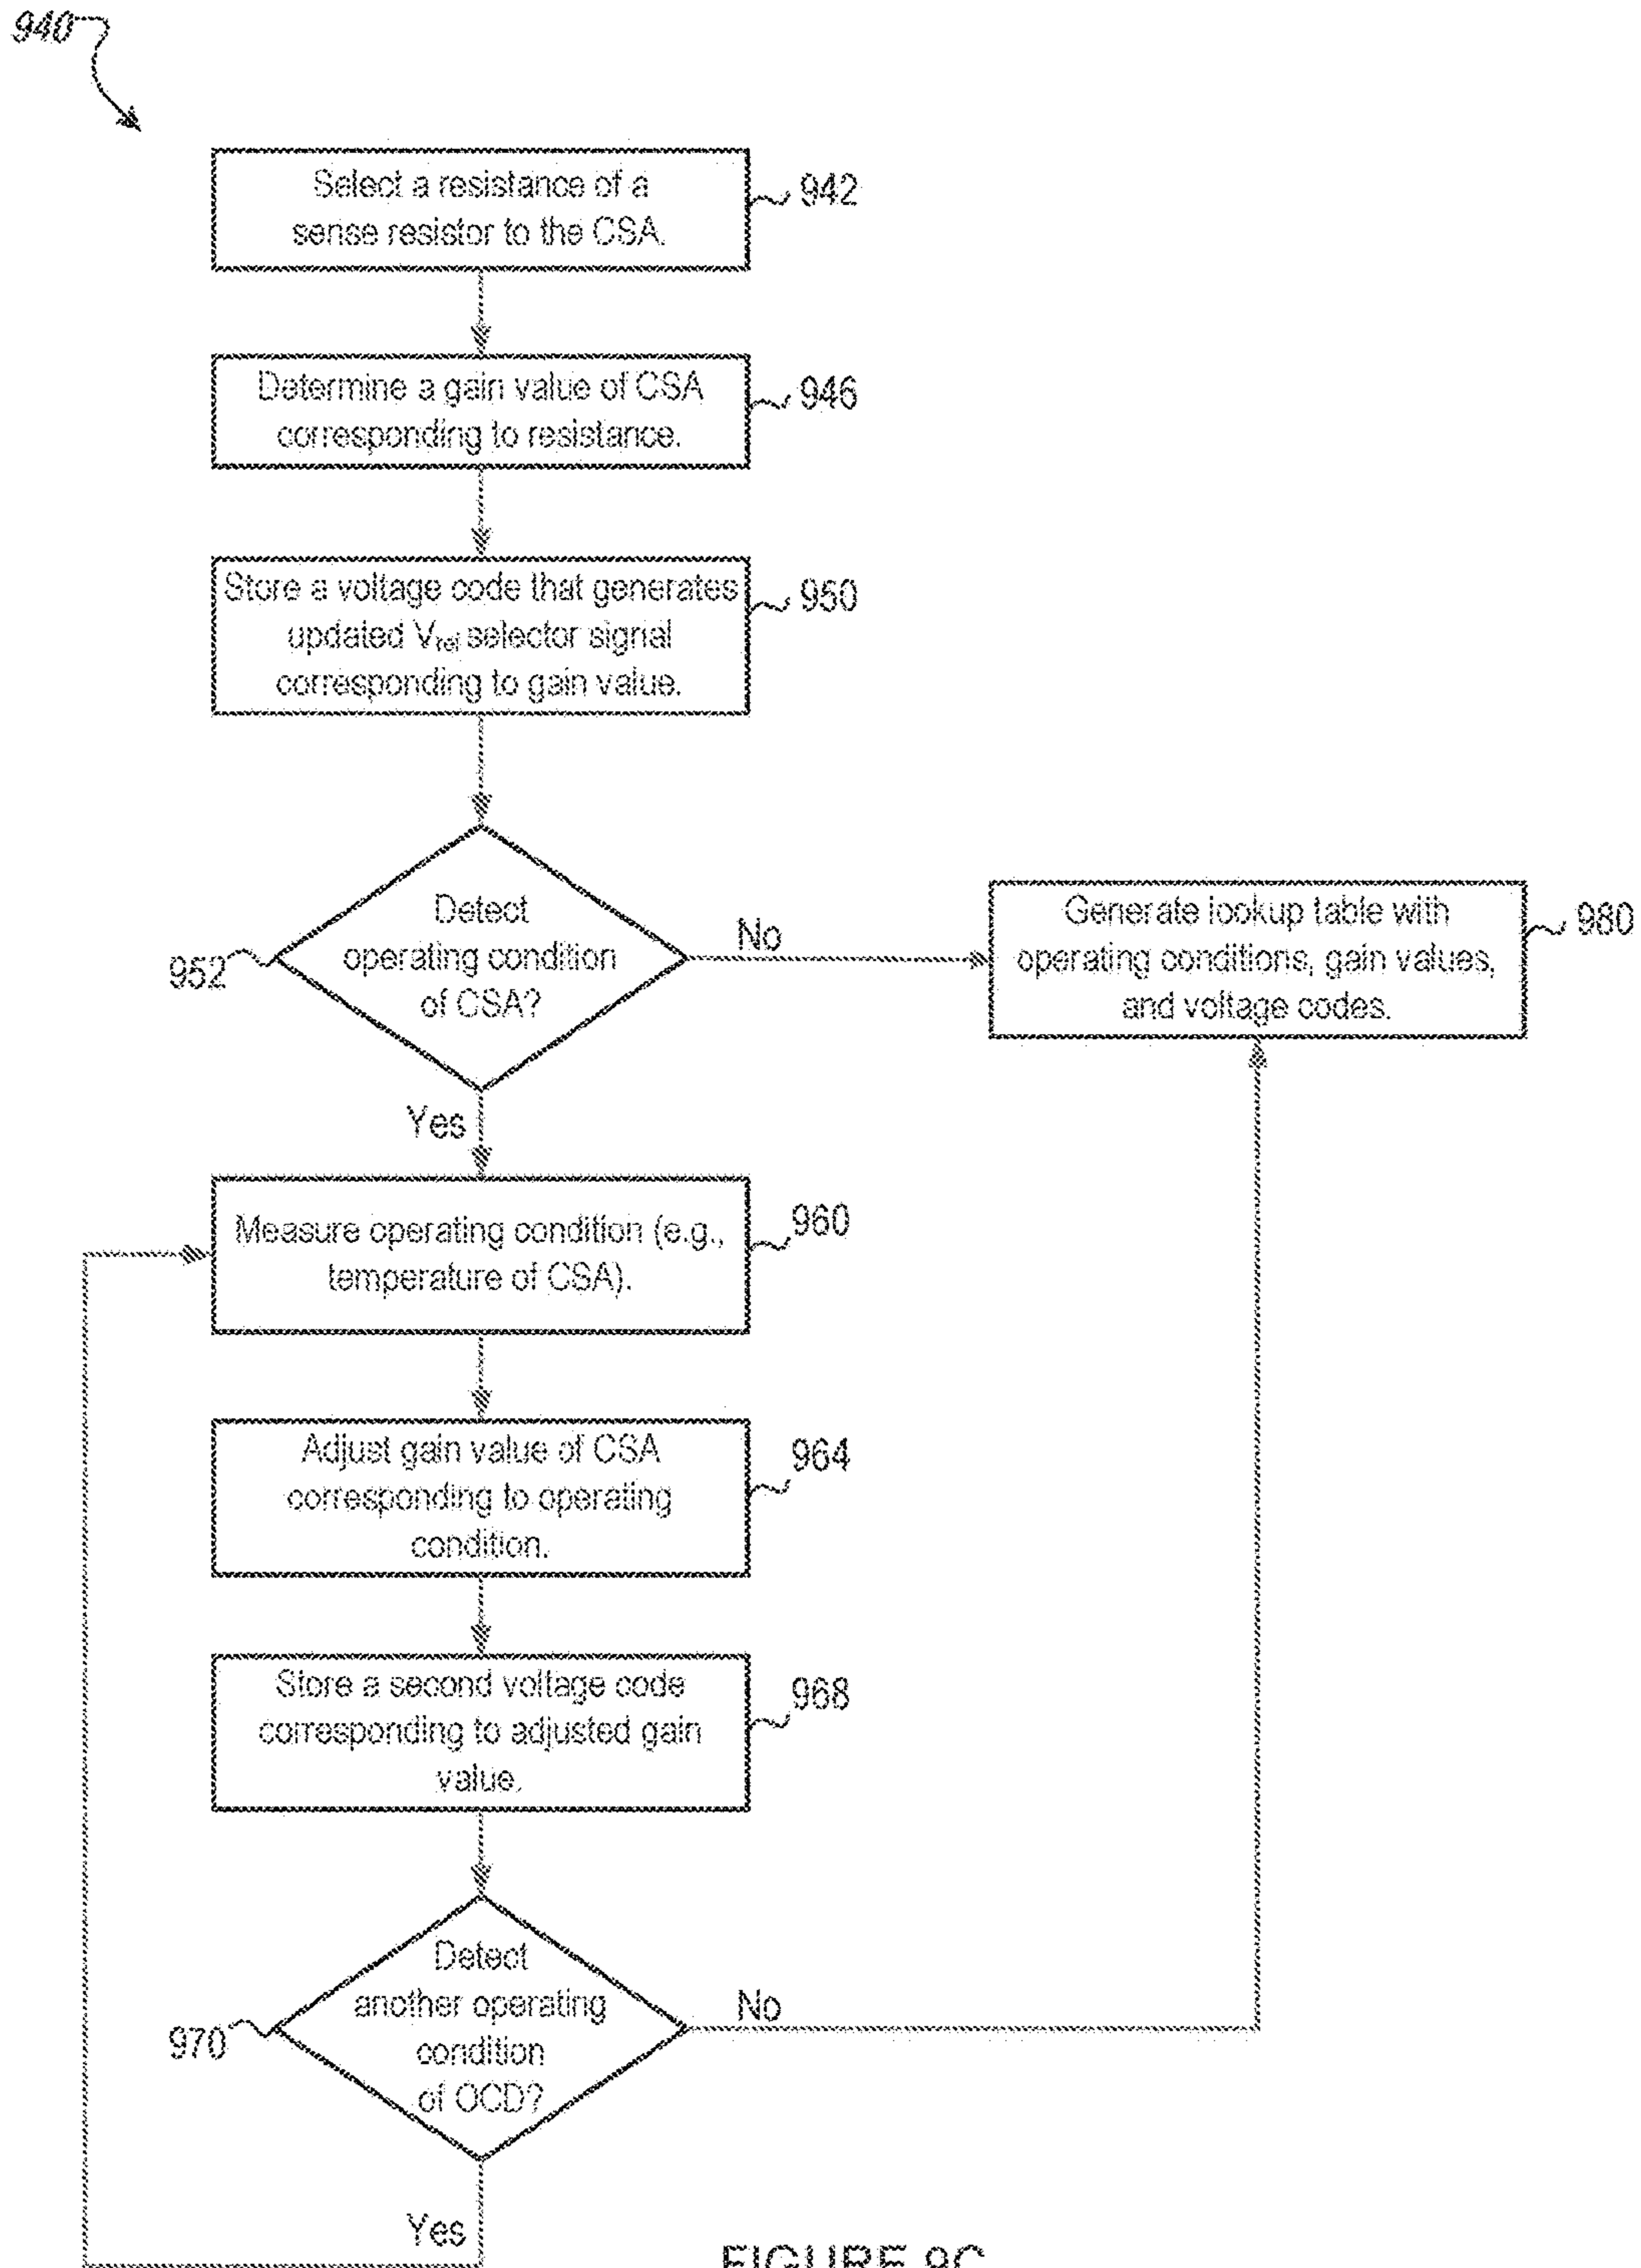 940
Select a resistance of a
sense resistor to the CSA.
942
Determine a gain value of CSA
corresponding to resistance.
946
Store a voltage code that generates
updated Vref selector signal
corresponding to gain value.
950
Detect
operating condition
of CSA?
952
No
Generate lookup table with
operating conditions, gain values,
and voltage codes.
980
Yes
Measure operating condition (e.g.,
temperature of CSA).
960
Adjust gain value of CSA
corresponding to operating
condition.
964
Store a second voltage code
corresponding to adjusted gain
value.
968
Detect
another operating
condition
of OCD?
970
No
Yes
FIGURE 9C